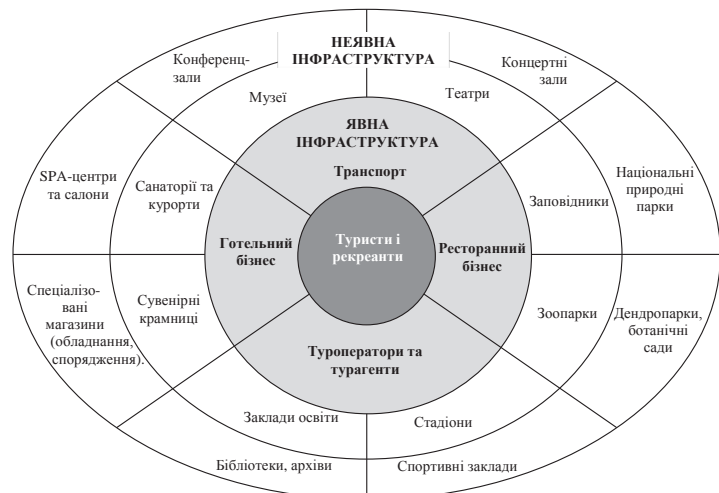 НЕЯВНА
ІНФРАСТРУКТУРА
Конференц-
зали
Концертні
зали
Музеї
Театри
ЯВНА
ІНФРАСТРУКТУРА
Транспорт
SPA-центри
та салони
Санаторії та
курорти
Заповідники
Національні
природні
парки
Готельний
бізнес
Туристи і
рекреанти
Ресторанний
бізнес
Спеціалізо-
вані
магазини
(обладнання,
спорядження).
Сувенірні
крамниці
Зоопарки
Дендропарки,
ботанічні
сади
Туроператори та
турагенти
Заклади освіти
Стадіони
Бібліотеки, архіви
Спортивні заклади